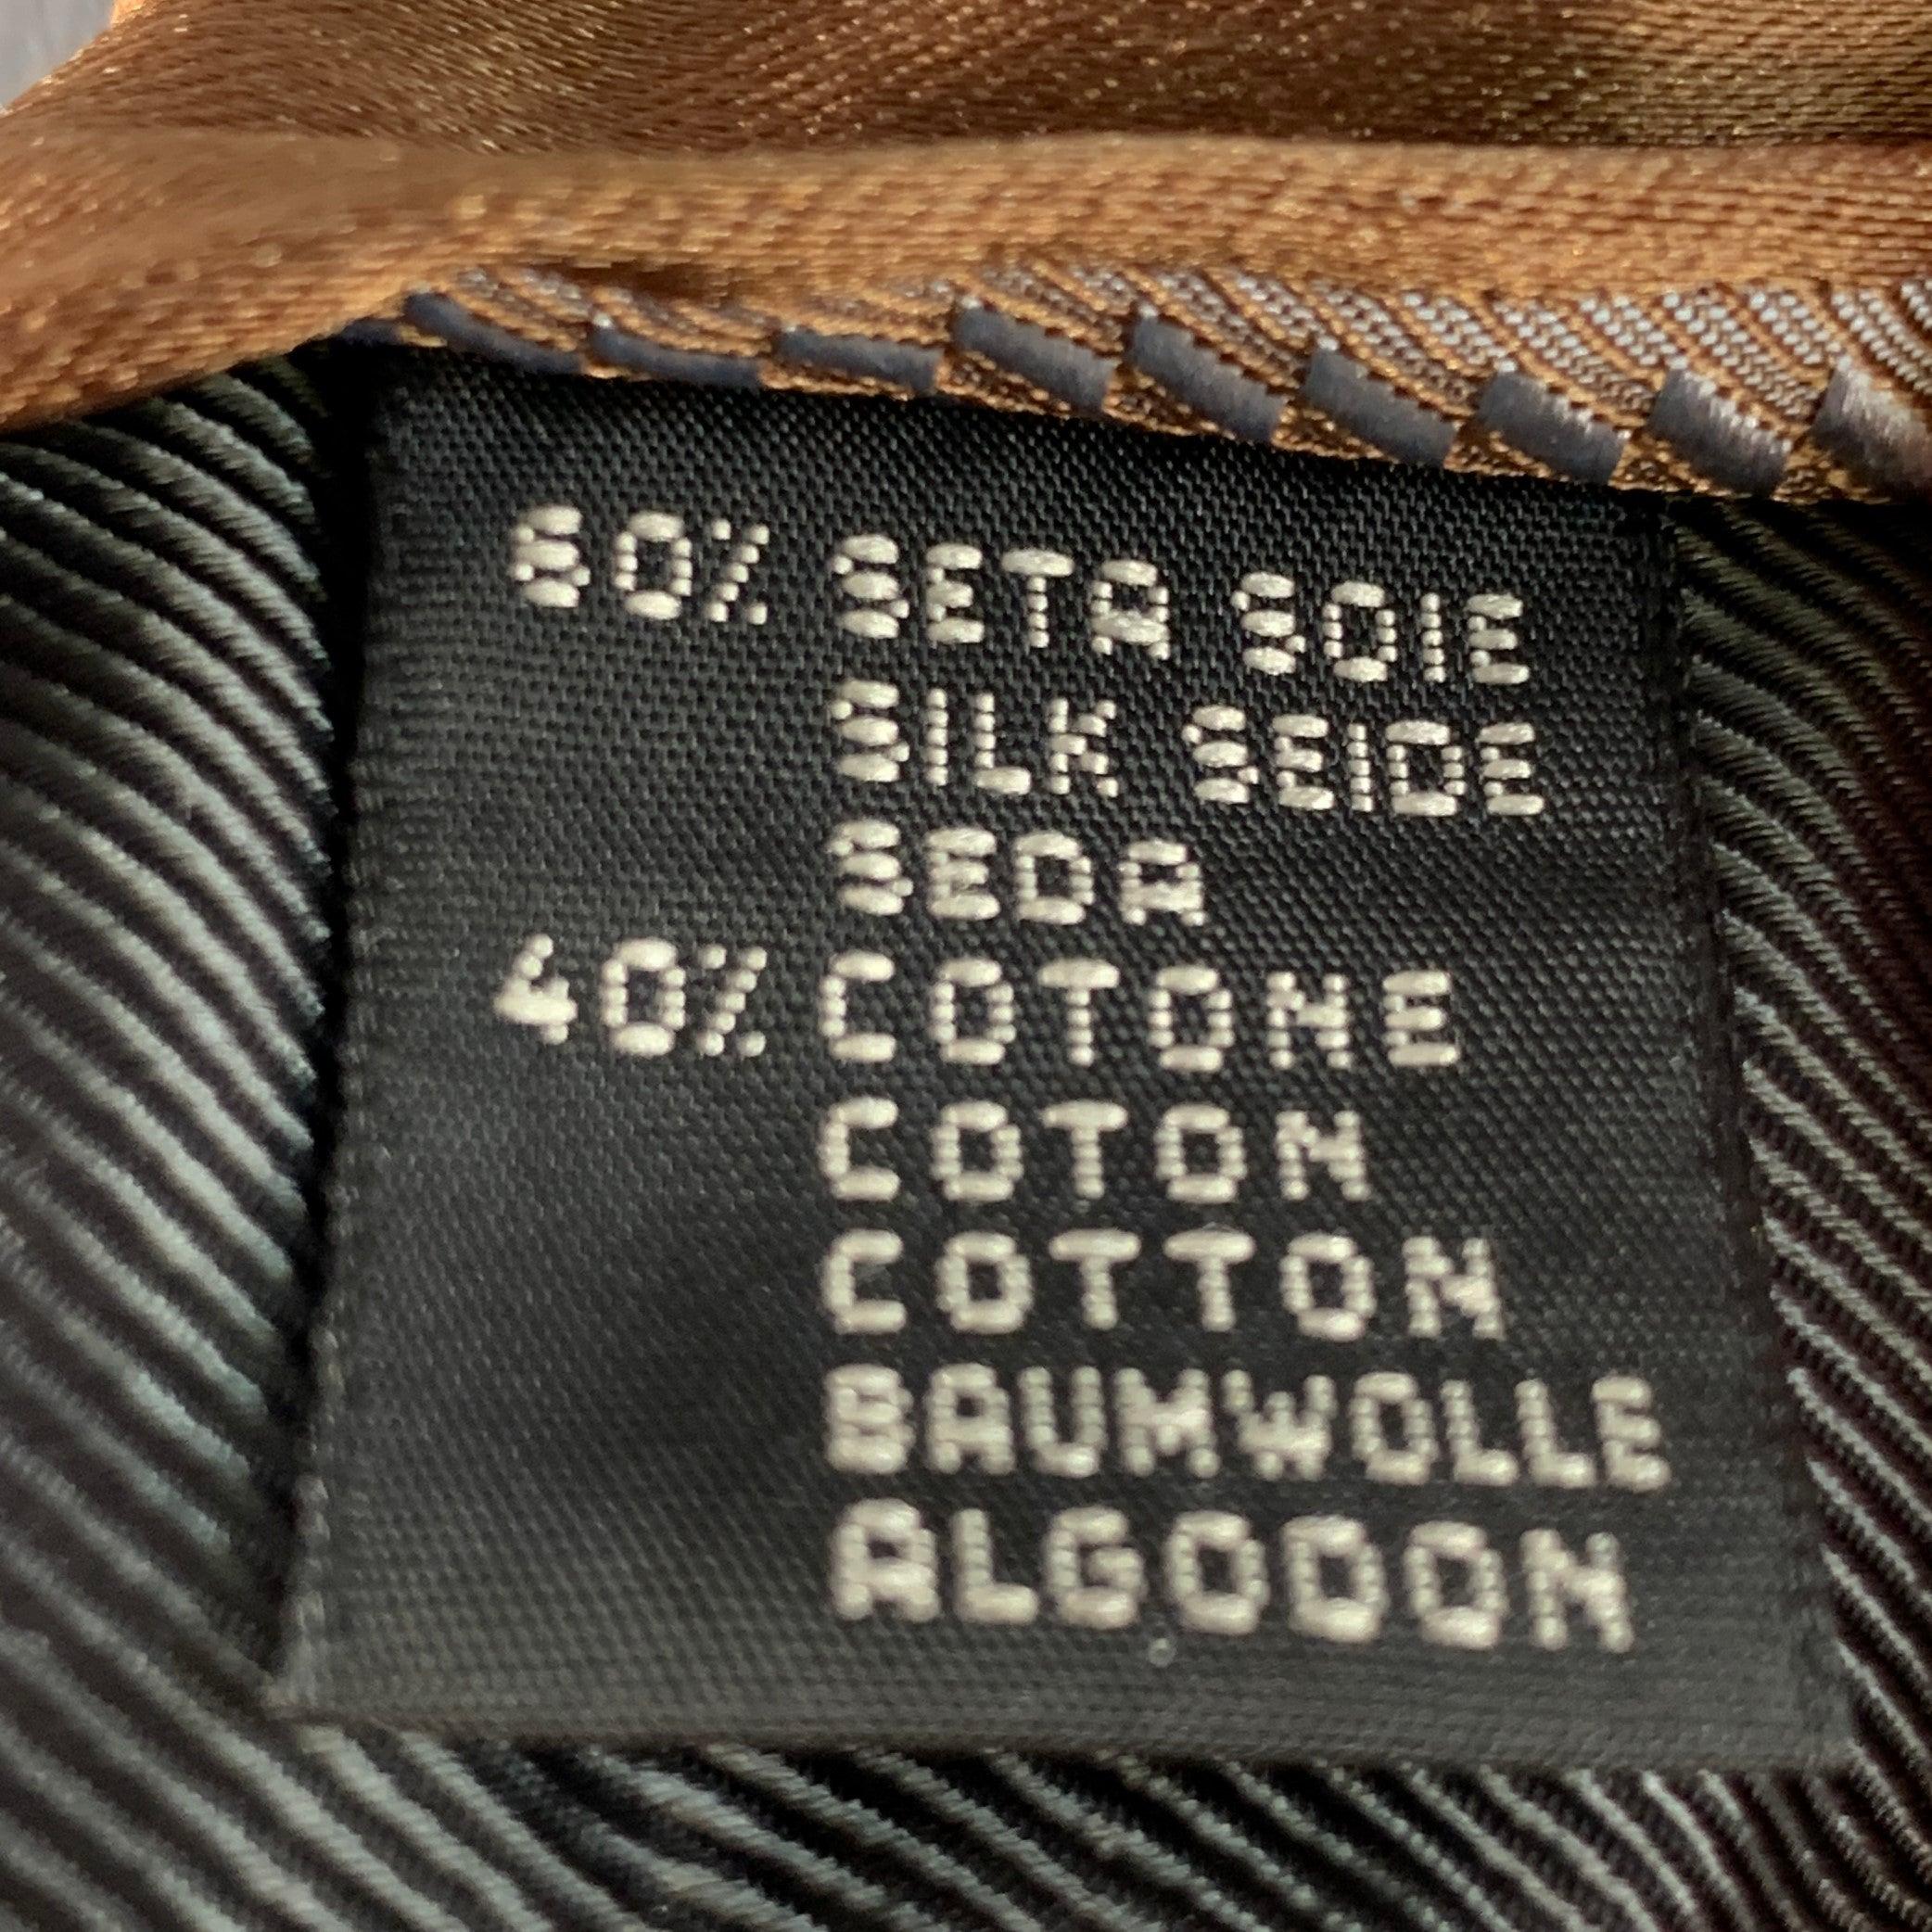 60% SETA SOIE
SILK SEIDE
SEDA
40% COTONE
COTON
COTTON
BAUMWOLLE
ALGODON